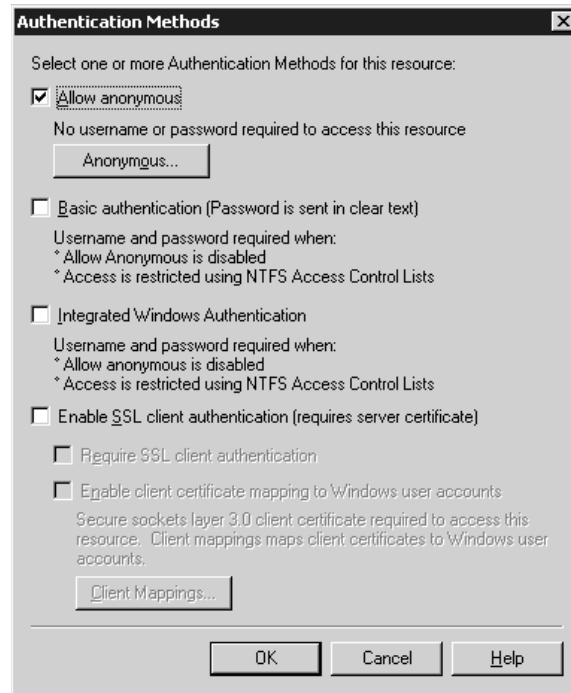 Authentication Methods
Select one or more Authentication Methods for this resource:
Allow anonymous
No username or password required to access this resource
Anonymous...
Basic authentication (Password is sent in clear text)
Username and password required when:
* Allow Anonymous is disabled
* Access is restricted using NTFS Access Control Lists
Integrated Windows Authentication
Username and password required when:
* Allow anonymous is disabled
* Access is restricted using NTFS Access Control Lists
Enable SSL client authentication (requires server certificate)
Require SSL client authentication
Enable client certificate mapping to Windows user accounts
Secure sockets layer 3.0 client certificate required to access this
resource. Client mappings maps client certificates to Windows user
accounts.
Client Mappings...
OK
Cancel
Help